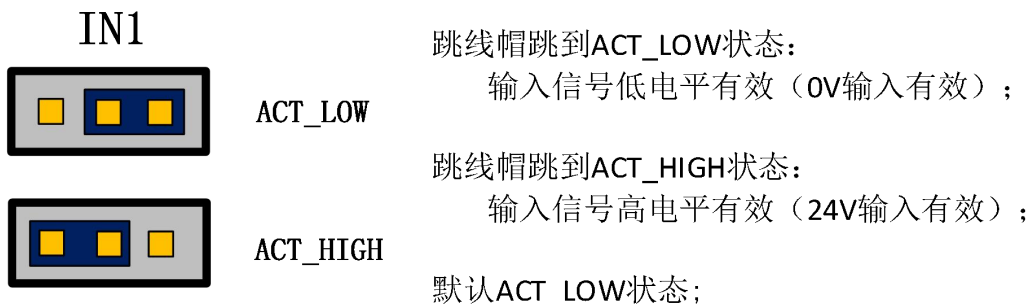 IN1
ACT_LOW
ACT_HIGH
跳线帽跳到ACT_LOW状态：
输入信号低电平有效（0V输入有效）；
跳线帽跳到ACT_HIGH状态：
输入信号高电平有效（24V输入有效）；
默认ACT LOW状态;